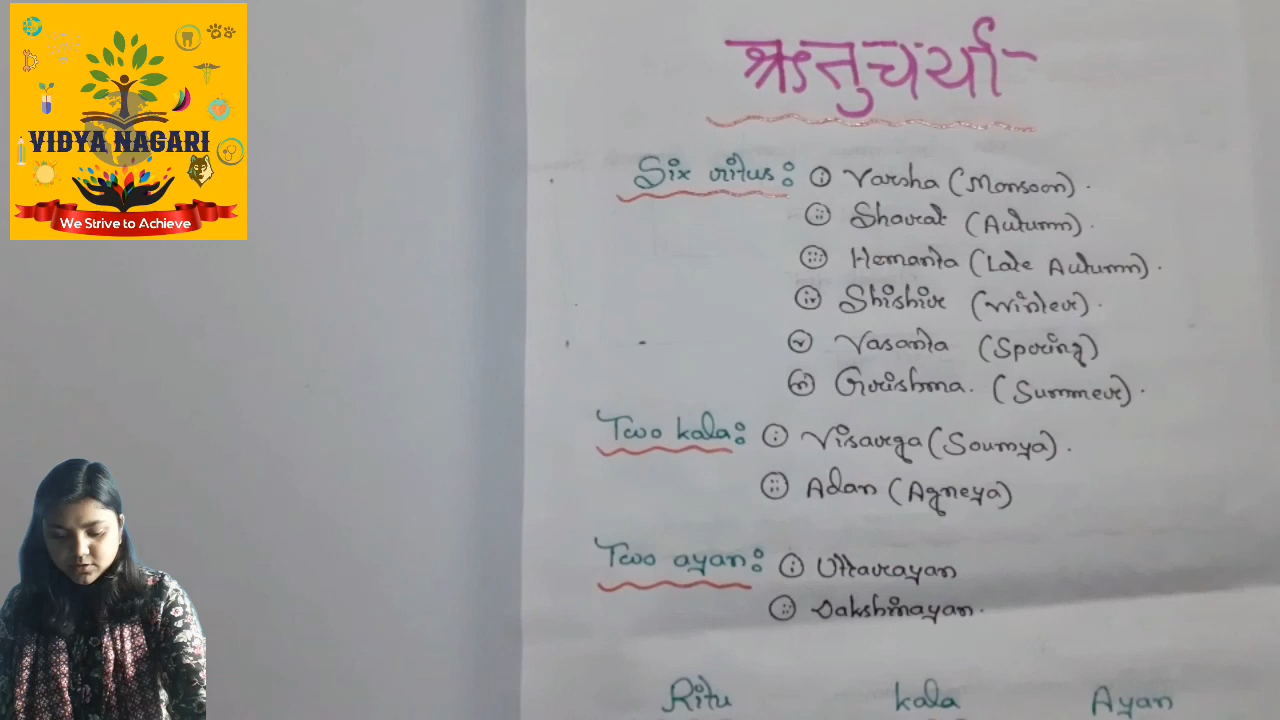 VIDYA NAGARI
We Strive to Achieve
ऋतुचर्या-
Six ritus: (i) Varsha (Monsoon).
(ii) Sharat (Autumn).
(iii) Hemanta (Late Autumn).
(iv) Shishir (Winter).
(v) Vasanta (Spring)
(vi) Grishma. (Summer).
Two kala: (i) Visarga (Soumya).
(ii) Adan (Agneya)
Two ayan: (i) Uttarayan
(ii) Dakshinayan.
Ritu kala Ayan